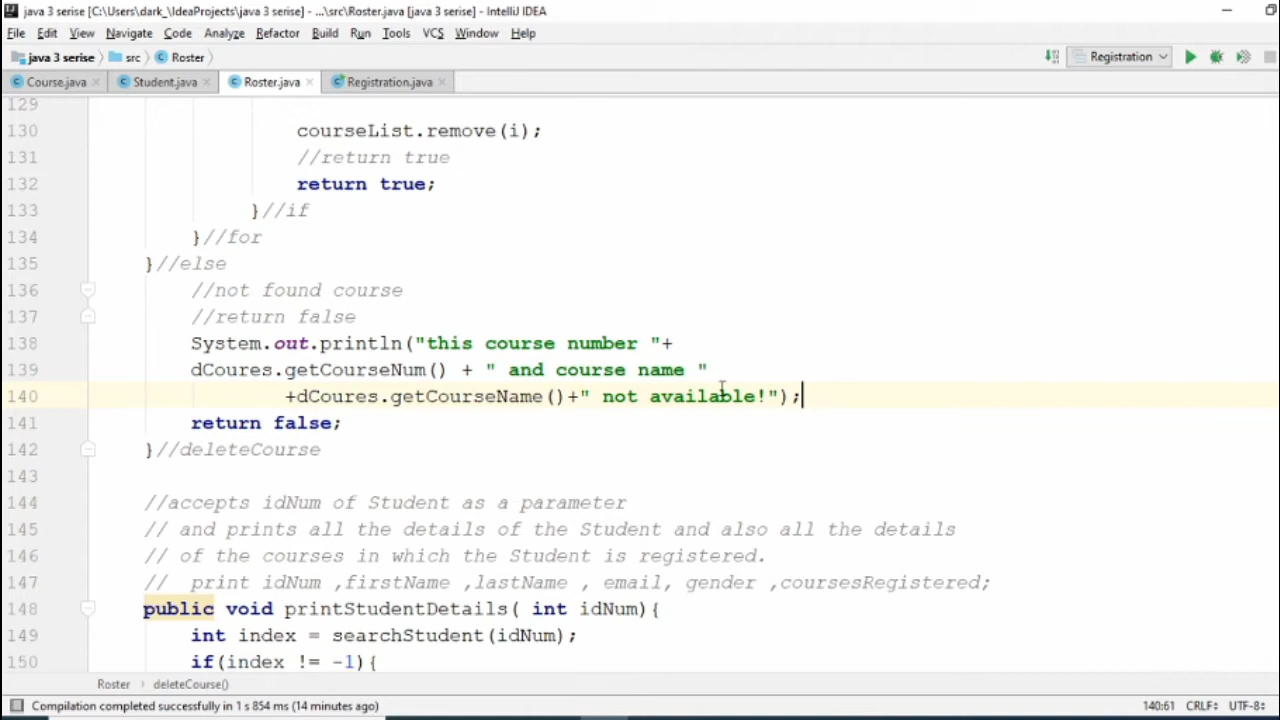 java 3 serise [C:\Users\dark_\IdeaProjects\java 3 serise] - ...\src\Roster.java [java 3 serise] - IntelliJ IDEA
File Edit View Navigate Code Analyze Refactor Build Run Tools VCS Window Help
java 3 serise src Roster Registration
Course.java Student.java Roster.java Registration.java
129
130 courseList.remove(i);
131 //return true
132 return true;
133 }//if
134 }//for
135 }//else
136 //not found course
137 //return false
138 System.out.println("this course number "+
139 dCoures.getCourseNum() + " and course name "
140 +dCoures.getCourseName()+" not available!");
141 return false;
142 }//deleteCourse
143
144 //accepts idNum of Student as a parameter
145 // and prints all the details of the Student and also all the details
146 // of the courses in which the Student is registered.
147 // print idNum ,firstName ,lastName , email, gender ,coursesRegistered;
148 public void printStudentDetails( int idNum){
149 int index = searchStudent(idNum);
150 if(index != -1){
Roster › deleteCourse()
Compilation completed successfully in 1 s 854 ms (14 minutes ago) 140:61 CRLF UTF-8